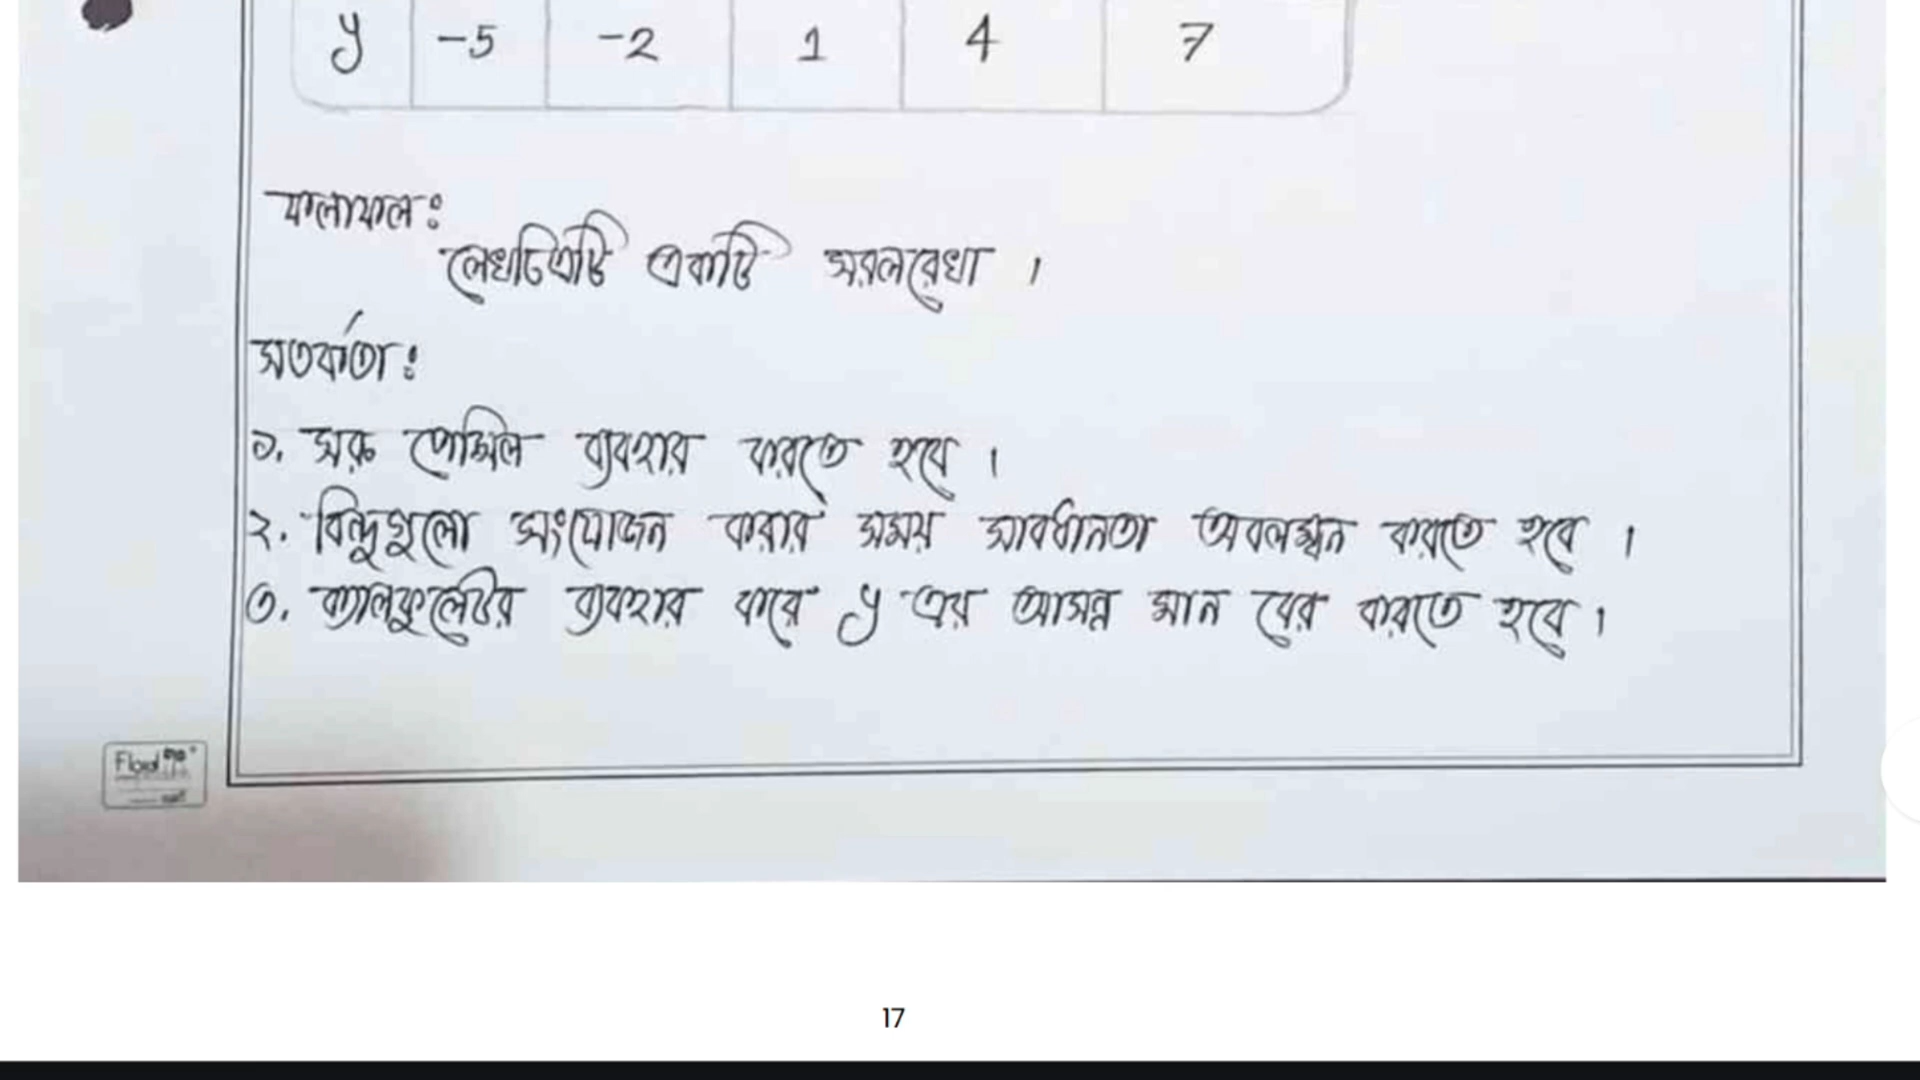 y -5 -2 1 4 7
ফলাফল:
লেখচিত্রটি একটি সরলরেখা ।
সতর্কতা:
১. সরু পেন্সিল ব্যবহার করতে হবে ।
২. বিন্দুগুলো সংযোজন করার সময় সাবধানতা অবলম্বন করতে হবে ।
৩. ক্যালকুলেটর ব্যবহার করে y এর আসন্ন মান বের করতে হবে ।
17